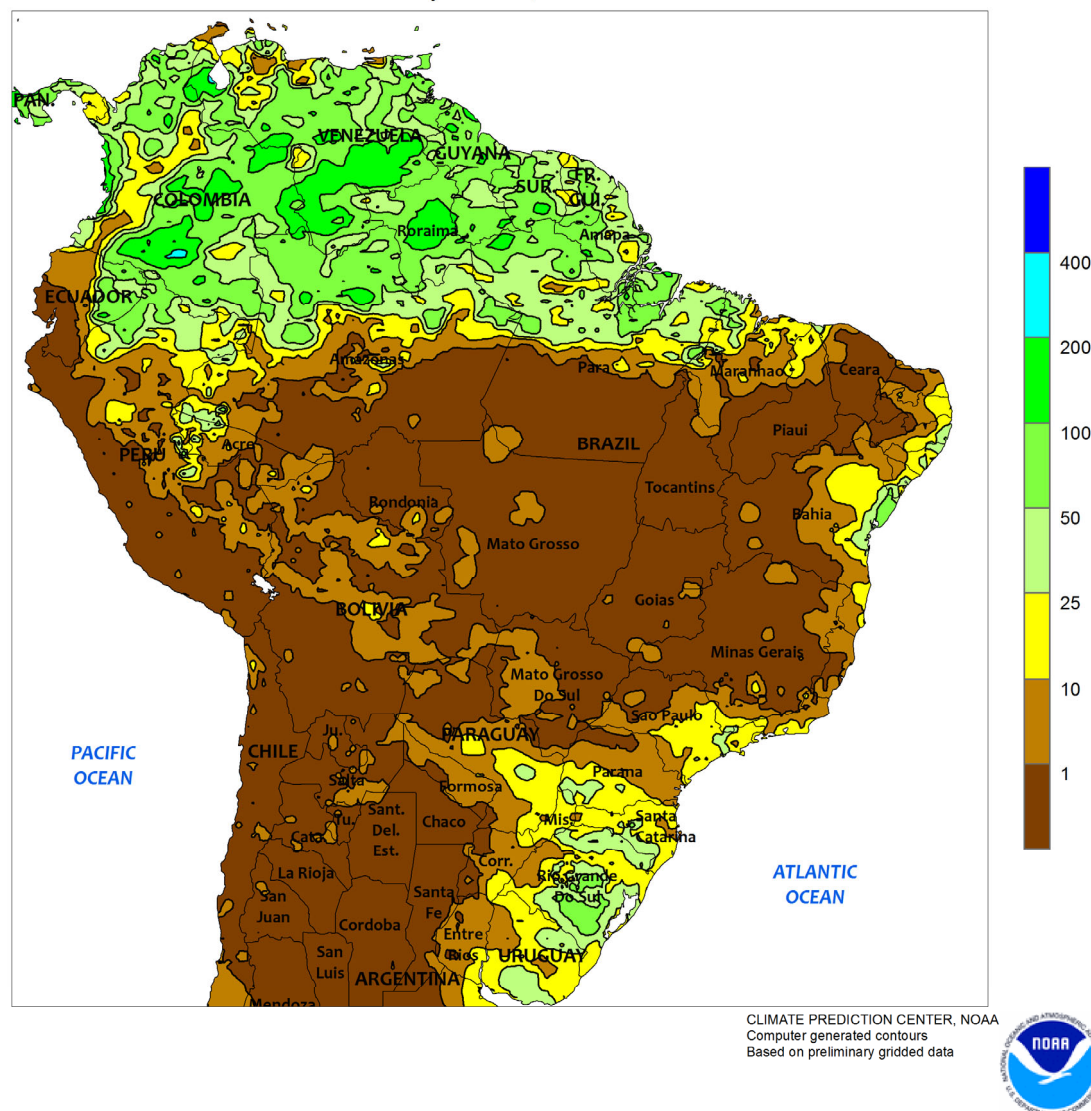 PAN.
VENEZUELA
GUYANA
COLOMBIA
SUR.
FR.
GUI.
Roraima
Amapa
ECUADOR
Amazonas
Para
Maranhao
Ceara
PERU
Acre
BRAZIL
Piaui
Rondonia
Tocantins
Bahia
Mato Grosso
BOLIVIA
Goias
Minas Gerais
Mato Grosso
Do Sul
Sao Paulo
PACIFIC
OCEAN
CHILE
Ju.
PARAGUAY
Salta
Formosa
Parana
Tu.
Sant.
Del.
Est.
Chaco
Mis.
Santa
Catarina
Cata.
La Rioja
Corr.
Rio Grande
Do Sul
San
Juan
Santa
Fe
Cordoba
Entre
Rios
URUGUAY
San
Luis
ARGENTINA
Mendoza
ATLANTIC
OCEAN
400
200
100
50
25
10
1
CLIMATE PREDICTION CENTER, NOAA
Computer generated contours
Based on preliminary gridded data
NOAA